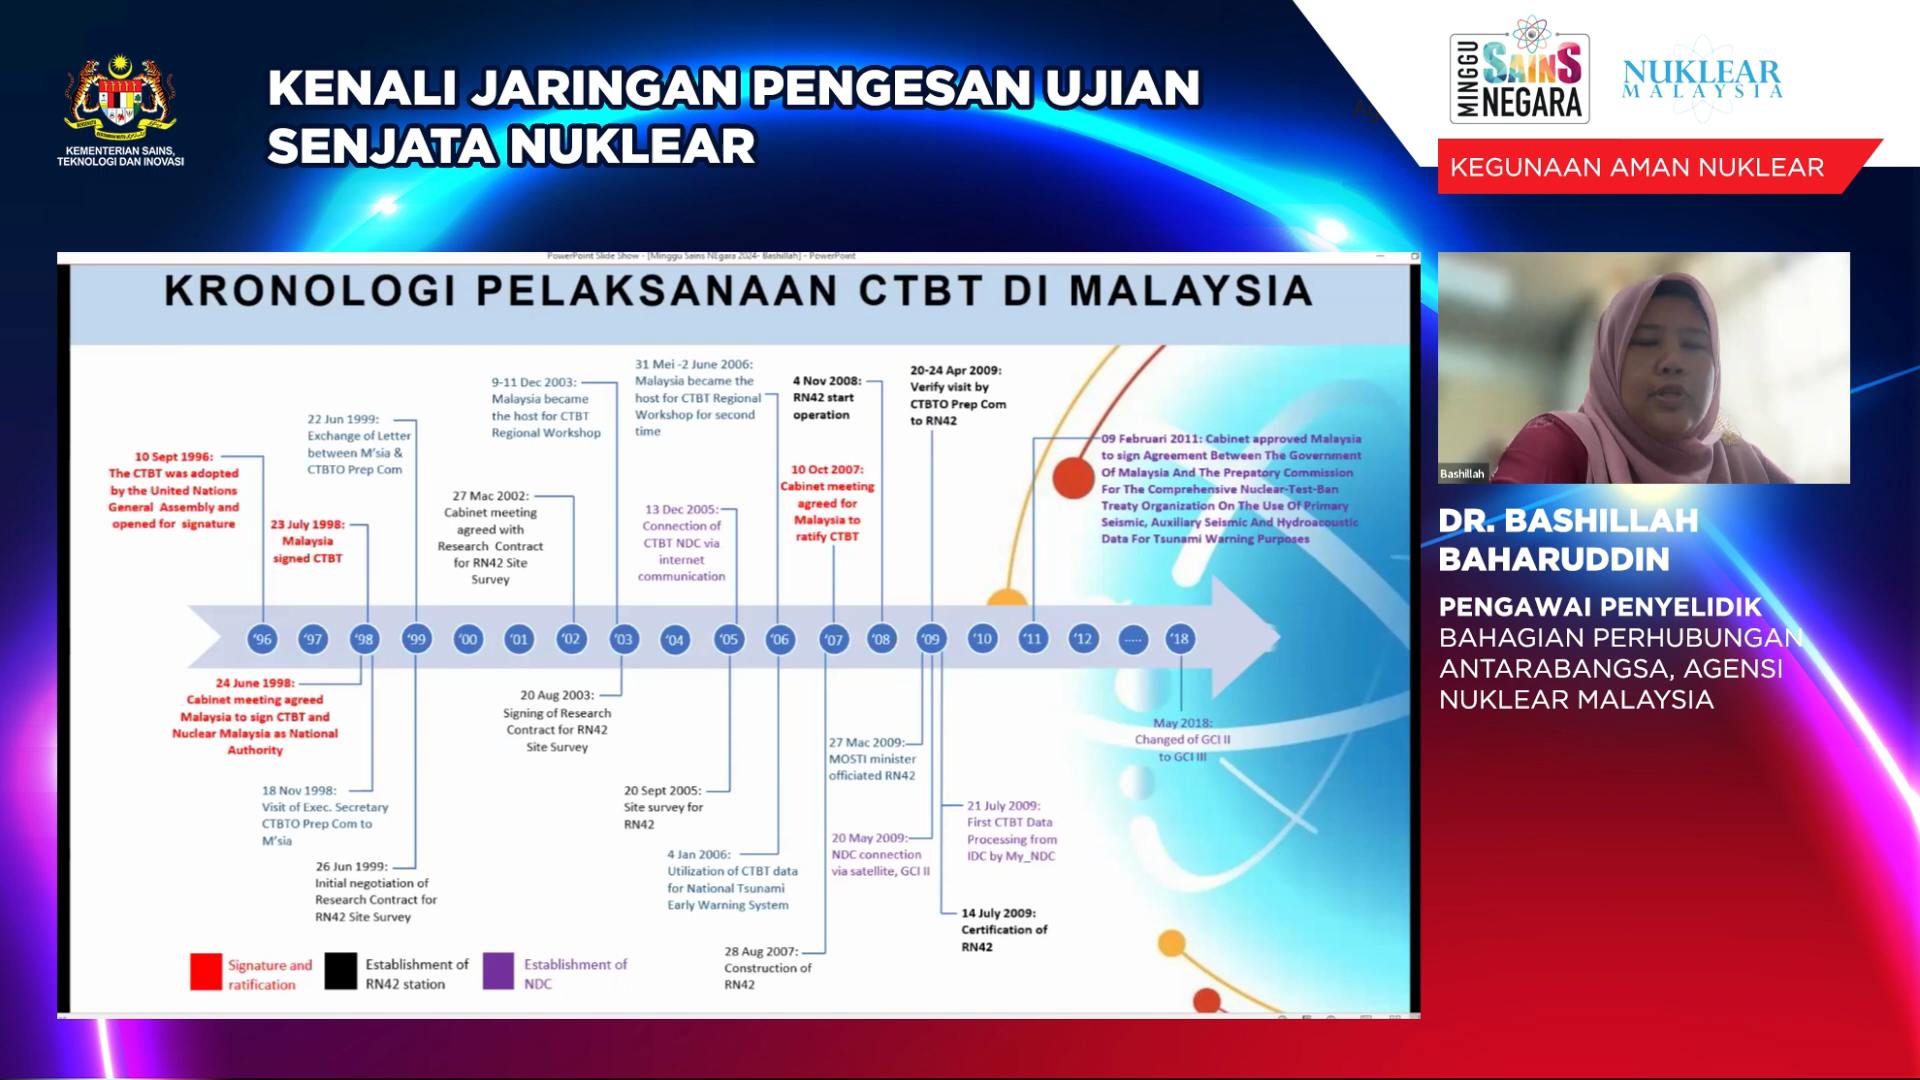 KEMENTERIAN SAINS,
TEKNOLOGI DAN INOVASI
KENALI JARINGAN PENGESAN UJIAN
SENJATA NUKLEAR
MINGGU
SAINS
NEGARA
NUKLEAR
MALAYSIA
KEGUNAAN AMAN NUKLEAR
PowerPoint Slide Show - [Minggu Sains NEgara 2024- Bashillah] - PowerPoint
KRONOLOGI PELAKSANAAN CTBT DI MALAYSIA
10 Sept 1996:
The CTBT was adopted
by the United Nations
General Assembly and
opened for signature
23 July 1998:
Malaysia
signed CTBT
22 Jun 1999:
Exchange of Letter
between M'sia &
CTBTO Prep Com
27 Mac 2002:
Cabinet meeting
agreed with
Research Contract
for RN42 Site
Survey
9-11 Dec 2003:
Malaysia became
the host for CTBT
Regional Workshop
13 Dec 2005:
Connection of
CTBT NDC via
internet
communication
31 Mei -2 June 2006:
Malaysia became the
host for CTBT Regional
Workshop for second
time
10 Oct 2007:
Cabinet meeting
agreed for
Malaysia to
ratify CTBT
4 Nov 2008:
RN42 start
operation
20-24 Apr 2009:
Verify visit by
CTBTO Prep Com
to RN42
09 Februari 2011: Cabinet approved Malaysia
to sign Agreement Between The Government
Of Malaysia And The Prepatory Commission
For The Comprehensive Nuclear-Test-Ban
Treaty Organization On The Use Of Primary
Seismic, Auxiliary Seismic And Hydroacoustic
Data For Tsunami Warning Purposes
'96 '97 '98 '99 '00 '01 '02 '03 '04 '05 '06 '07 '08 '09 '10 '11 '12 ..... '18
24 June 1998:
Cabinet meeting agreed
Malaysia to sign CTBT and
Nuclear Malaysia as National
Authority
18 Nov 1998:
Visit of Exec. Secretary
CTBTO Prep Com to
M'sia
26 Jun 1999:
Initial negotiation of
Research Contract for
RN42 Site Survey
20 Aug 2003:
Signing of Research
Contract for RN42
Site Survey
20 Sept 2005:
Site survey for
RN42
4 Jan 2006:
Utilization of CTBT data
for National Tsunami
Early Warning System
28 Aug 2007:
Construction of
RN42
27 Mac 2009:
MOSTI minister
officiated RN42
20 May 2009:
NDC connection
via satellite, GCI II
21 July 2009:
First CTBT Data
Processing from
IDC by My_NDC
14 July 2009:
Certification of
RN42
May 2018:
Changed of GCI II
to GCI III
Signature and
ratification
Establishment of
RN42 station
Establishment of
NDC
Bashillah
DR. BASHILLAH
BAHARUDDIN
PENGAWAI PENYELIDIK
BAHAGIAN PERHUBUNGAN
ANTARABANGSA, AGENSI
NUKLEAR MALAYSIA